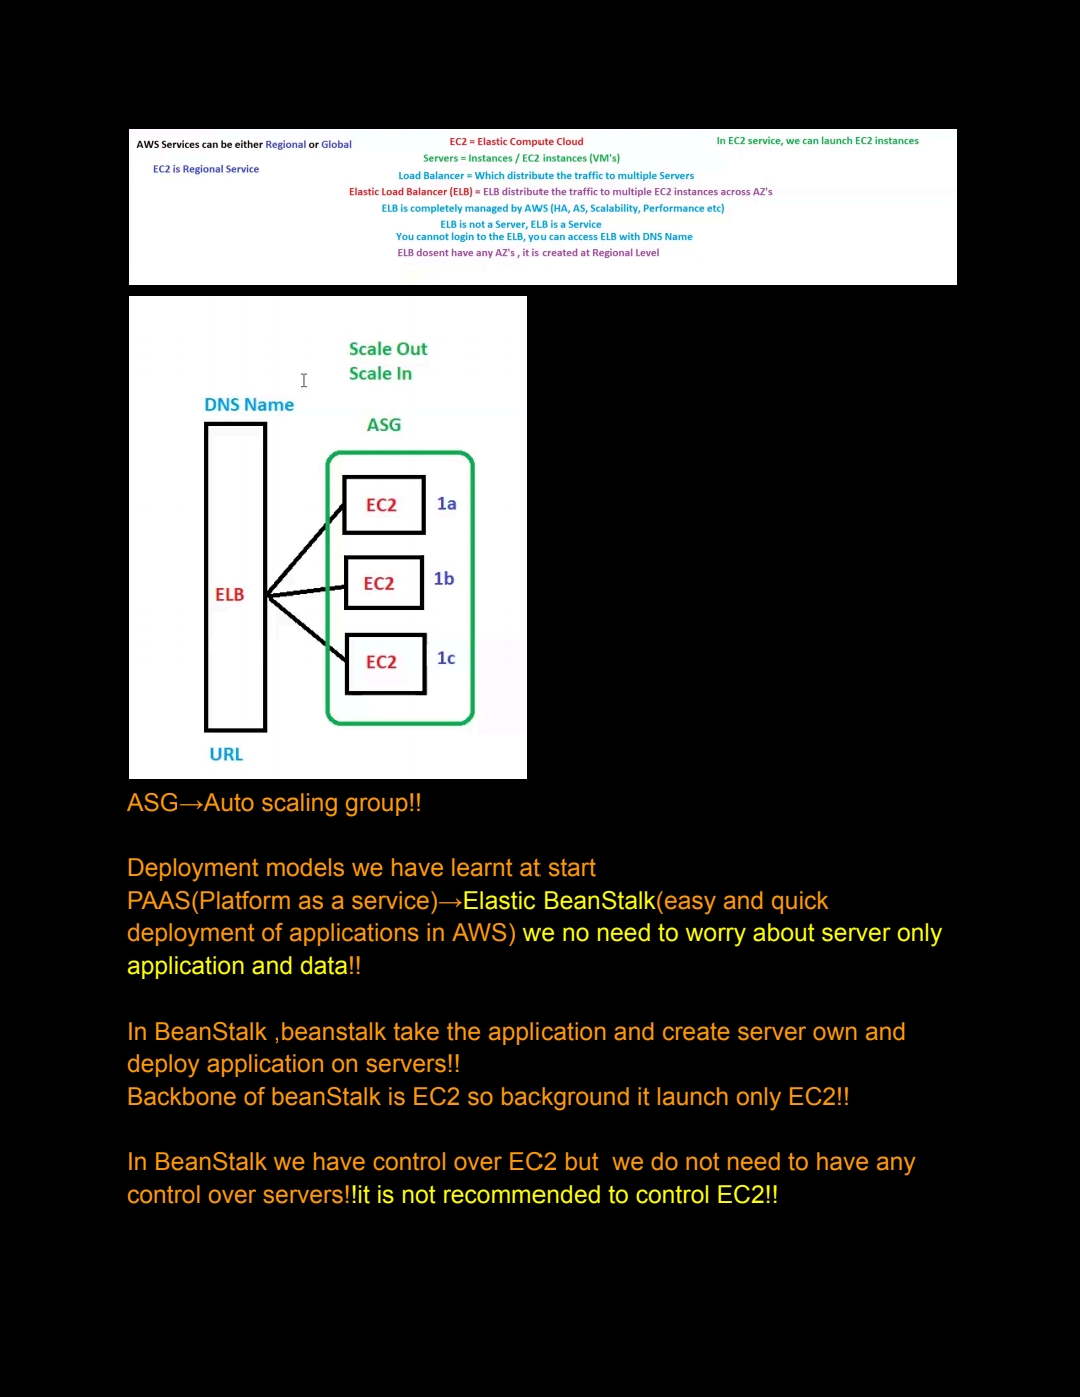 AWS Services can be either Regional or Global
EC2 is Regional Service
EC2 = Elastic Compute Cloud
Servers = Instances / EC2 instances (VM's)
Load Balancer = Which distribute the traffic to multiple Servers
Elastic Load Balancer (ELB) = ELB distribute the traffic to multiple EC2 instances across AZ's
ELB is completely managed by AWS (HA, AS, Scalability, Performance etc)
ELB is not a Server, ELB is a Service
You cannot login to the ELB, you can access ELB with DNS Name
ELB dosent have any AZ's , it is created at Regional Level
In EC2 service, we can launch EC2 instances
Scale Out
Scale In
DNS Name
ASG
EC2 1a
EC2 1b
ELB
EC2 1c
URL
ASG→Auto scaling group!!
Deployment models we have learnt at start
PAAS(Platform as a service)→Elastic BeanStalk(easy and quick
deployment of applications in AWS) we no need to worry about server only
application and data!!
In BeanStalk ,beanstalk take the application and create server own and
deploy application on servers!!
Backbone of beanStalk is EC2 so background it launch only EC2!!
In BeanStalk we have control over EC2 but  we do not need to have any
control over servers!!it is not recommended to control EC2!!